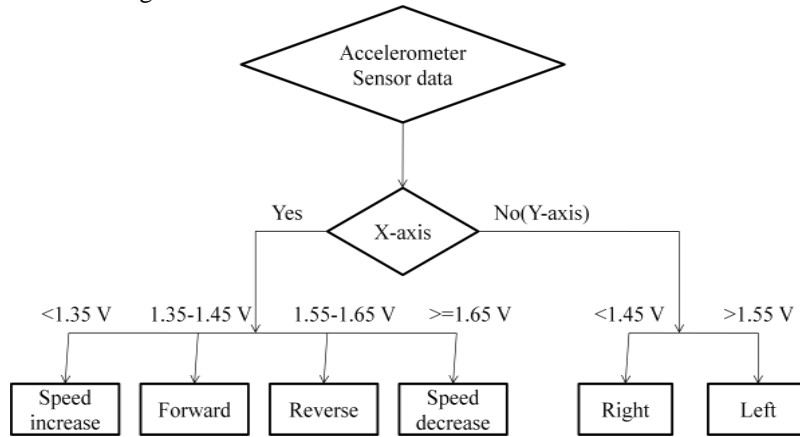 Accelerometer
Sensor data
X-axis
Yes
No(Y-axis)
<1.35 V
1.35-1.45 V
1.55-1.65 V
>=1.65 V
<1.45 V
>1.55 V
Speed
increase
Forward
Reverse
Speed
decrease
Right
Left